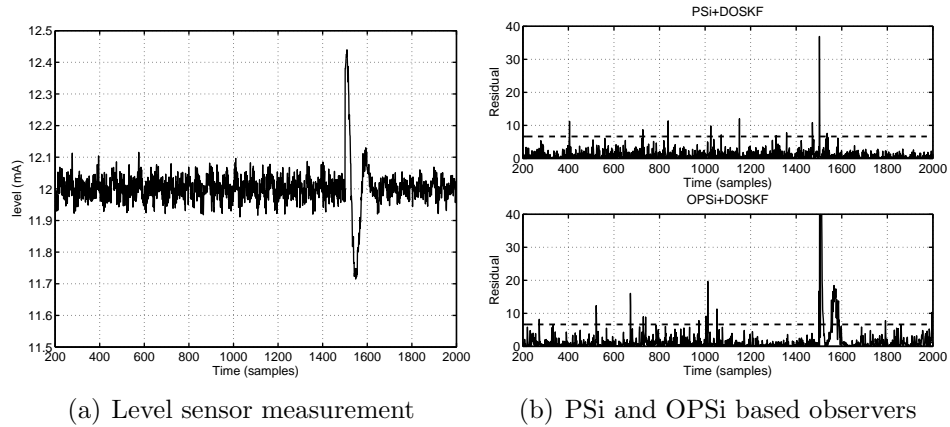 12.5
12.4
12.3
12.2
12.1
12
11.9
11.8
11.7
11.6
11.5
level (mA)
200 400 600 800 1000 1200 1400 1600 1800 2000
Time (samples)
(a) Level sensor measurement
PSi+DOSKF
40
30
20
10
0
Residual
200 400 600 800 1000 1200 1400 1600 1800 2000
Time (samples)
OPSi+DOSKF
40
30
20
10
0
Residual
200 400 600 800 1000 1200 1400 1600 1800 2000
Time (samples)
(b) PSi and OPSi based observers